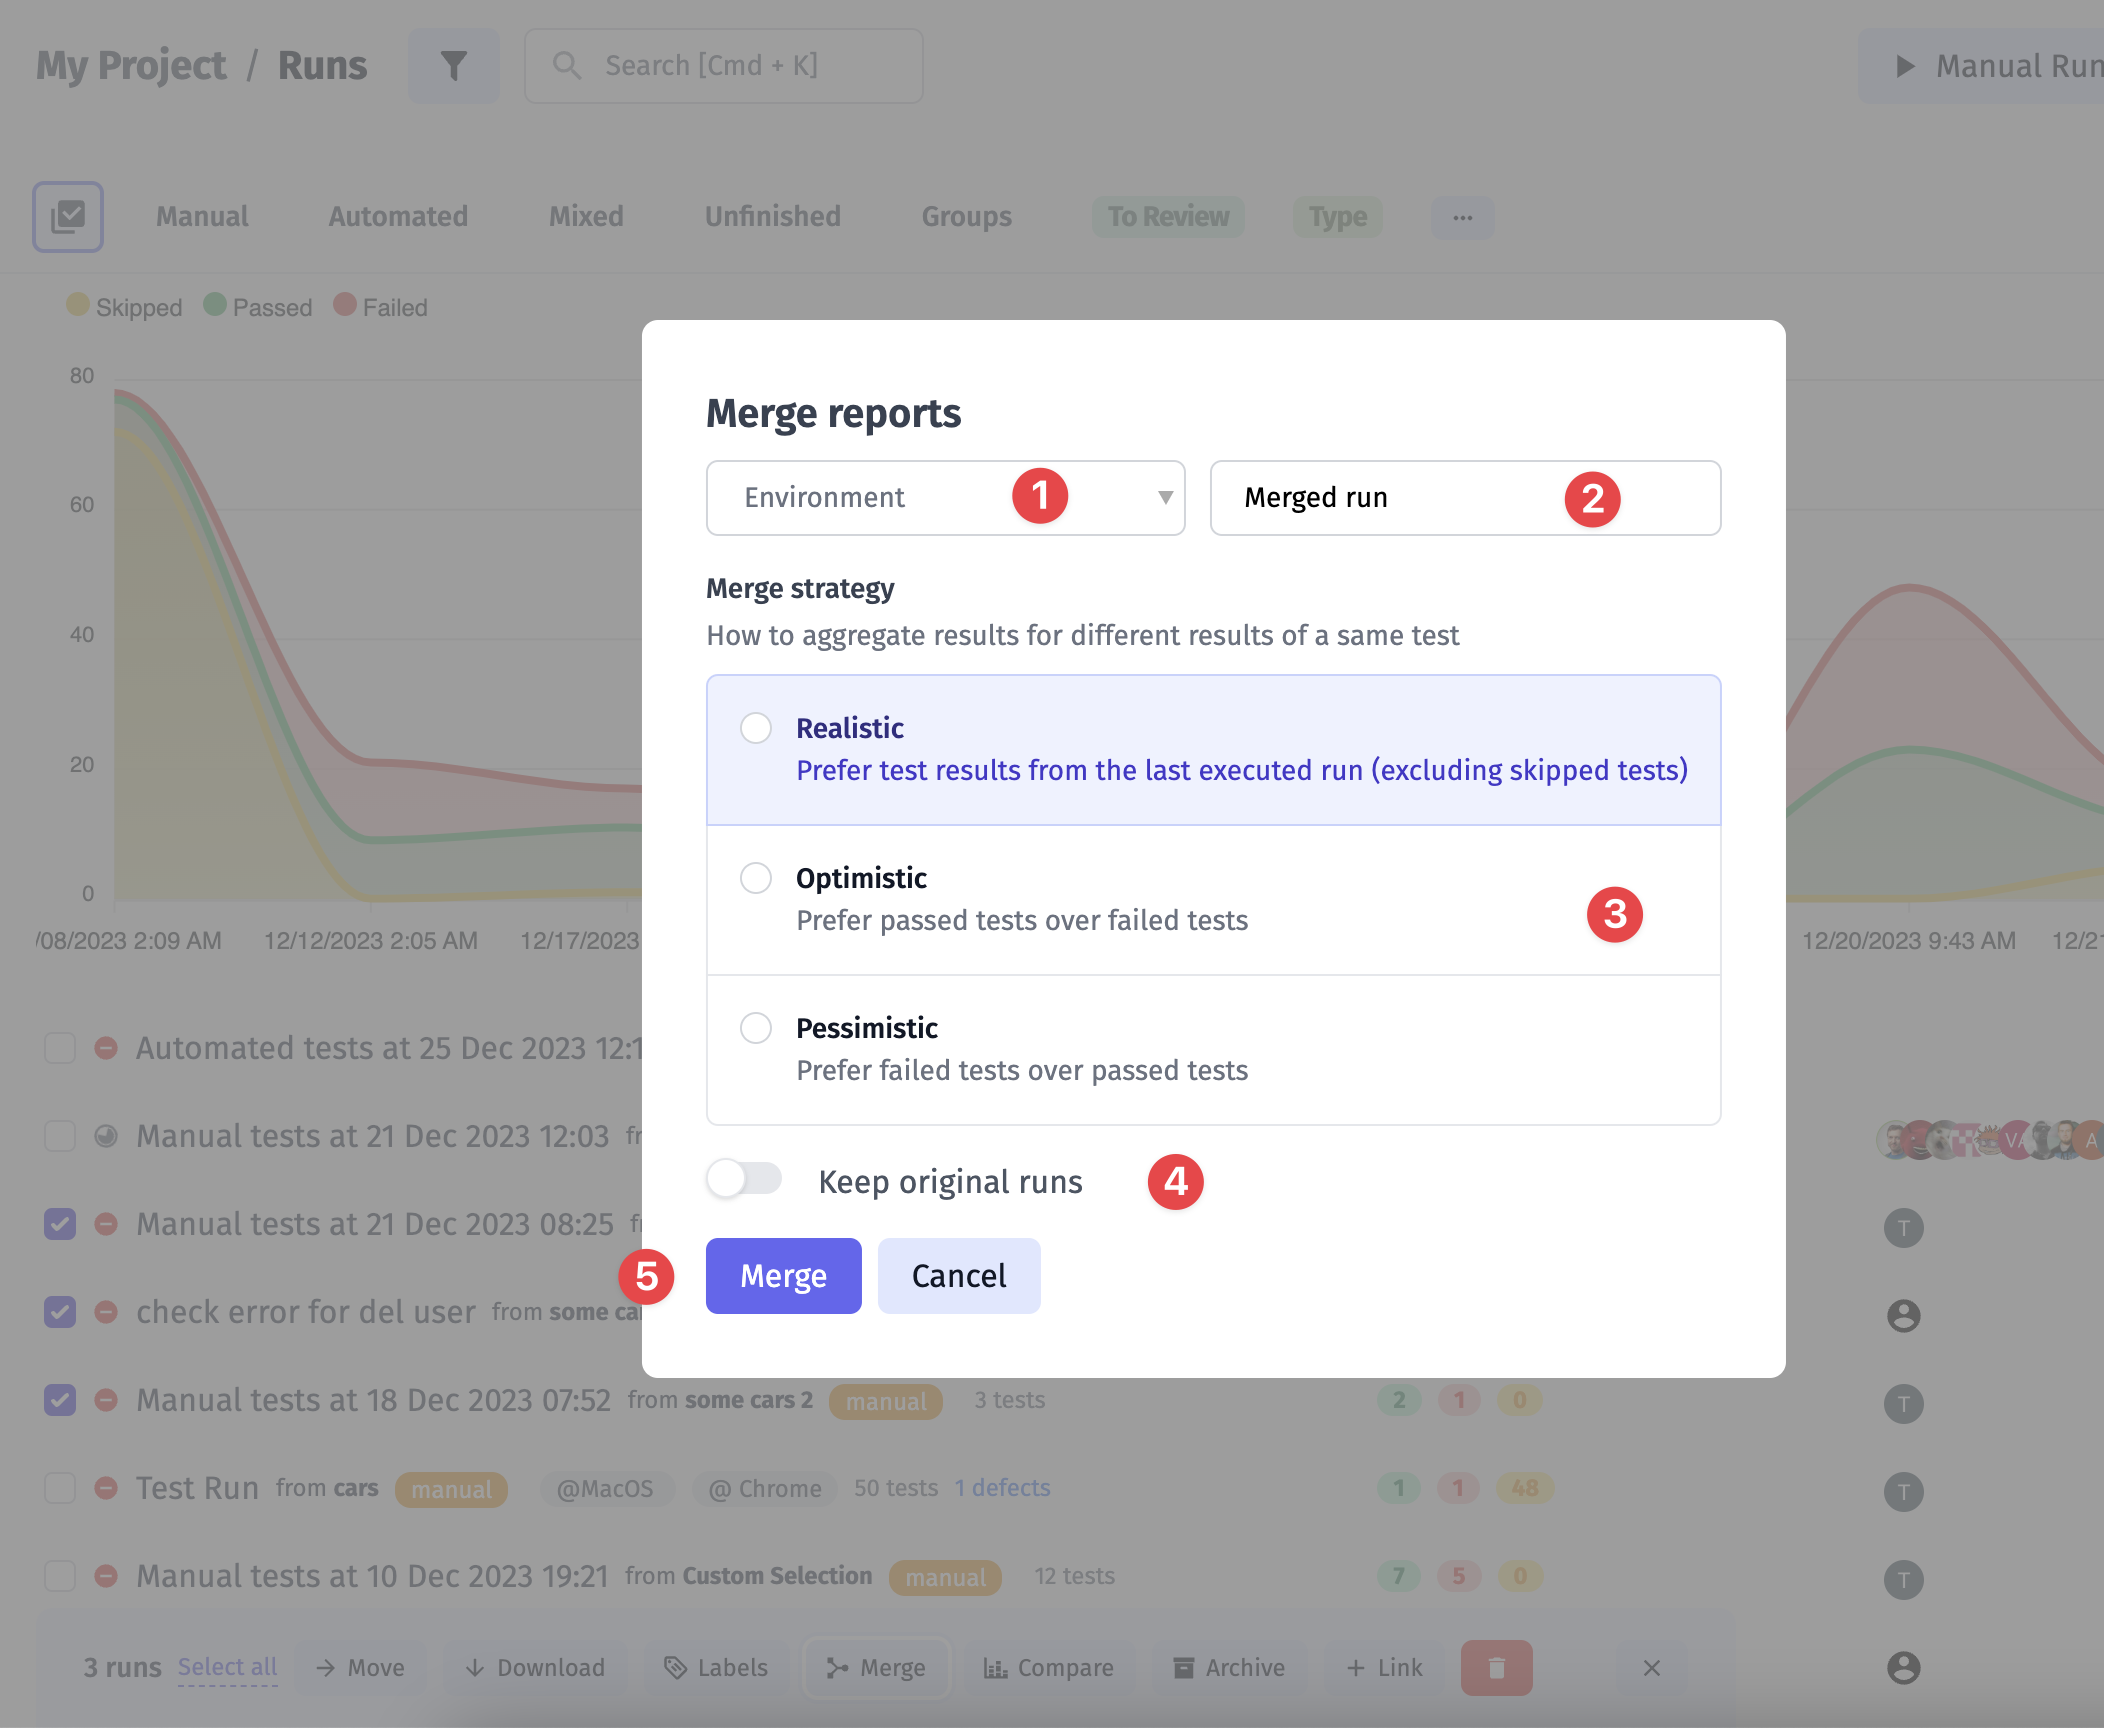 My Project / Runs
Search [Cmd + K]
Manual Run
Manual Automated Mixed Unfinished Groups To Review Type ...
Skipped Passed Failed
80
60
40
20
0
/08/2023 2:09 AM 12/12/2023 2:05 AM 12/17/2023 12/20/2023 9:43 AM 12/21
Merge reports
Environment 1
Merged run 2
Merge strategy
How to aggregate results for different results of a same test
Realistic
Prefer test results from the last executed run (excluding skipped tests)
Optimistic
Prefer passed tests over failed tests
3
Pessimistic
Prefer failed tests over passed tests
Keep original runs 4
5 Merge Cancel
Automated tests at 25 Dec 2023 12:1
Manual tests at 21 Dec 2023 12:03 fr VA A
Manual tests at 21 Dec 2023 08:25 fr T
check error for del user from some car
Manual tests at 18 Dec 2023 07:52 from some cars 2 manual 3 tests 2 1 0 T
Test Run from cars manual @MacOS @ Chrome 50 tests 1 defects 1 1 48 T
Manual tests at 10 Dec 2023 19:21 from Custom Selection manual 12 tests 7 5 0 T
3 runs Select all Move Download Labels Merge Compare Archive + Link